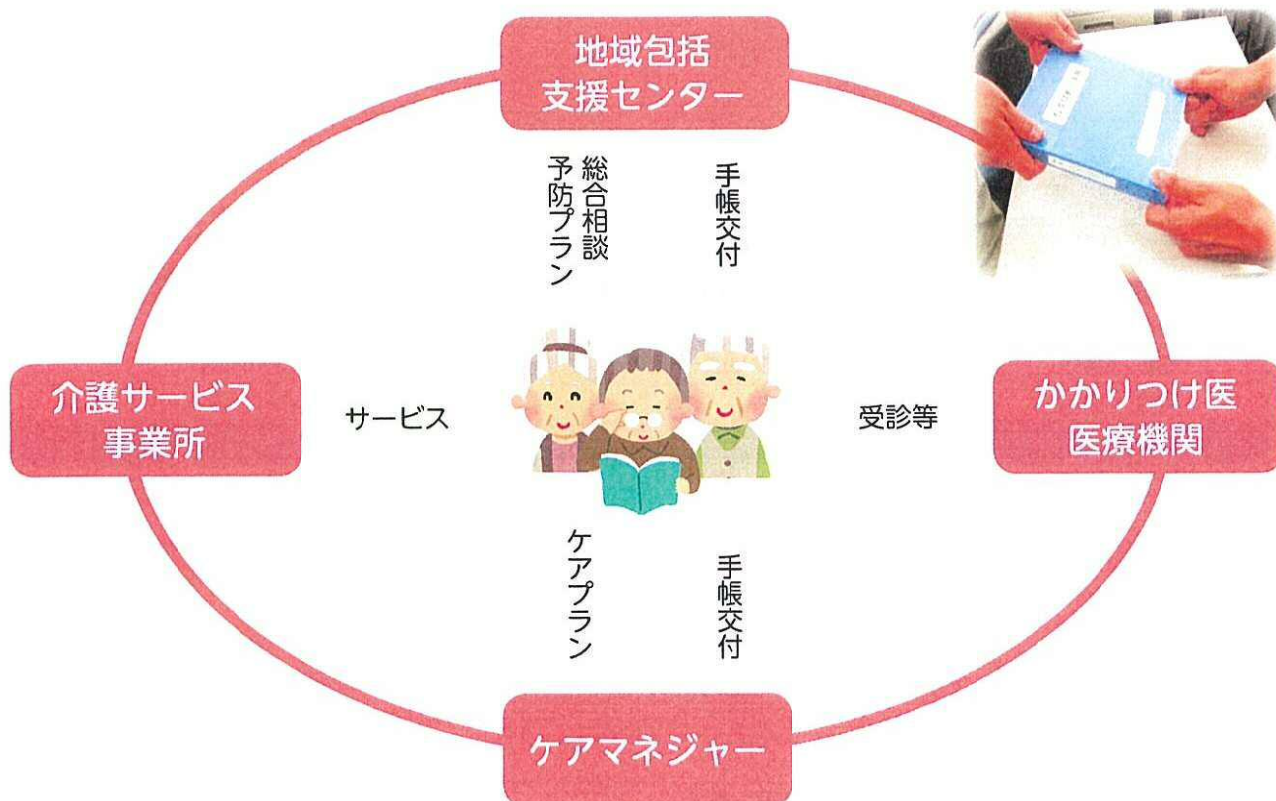 地域包括
支援センター
総合相談
予防プラン
手帳交付
介護サービス
事業所
サービス
受診等
かかりつけ医
医療機関
ケアプラン
手帳交付
ケアマネジャー